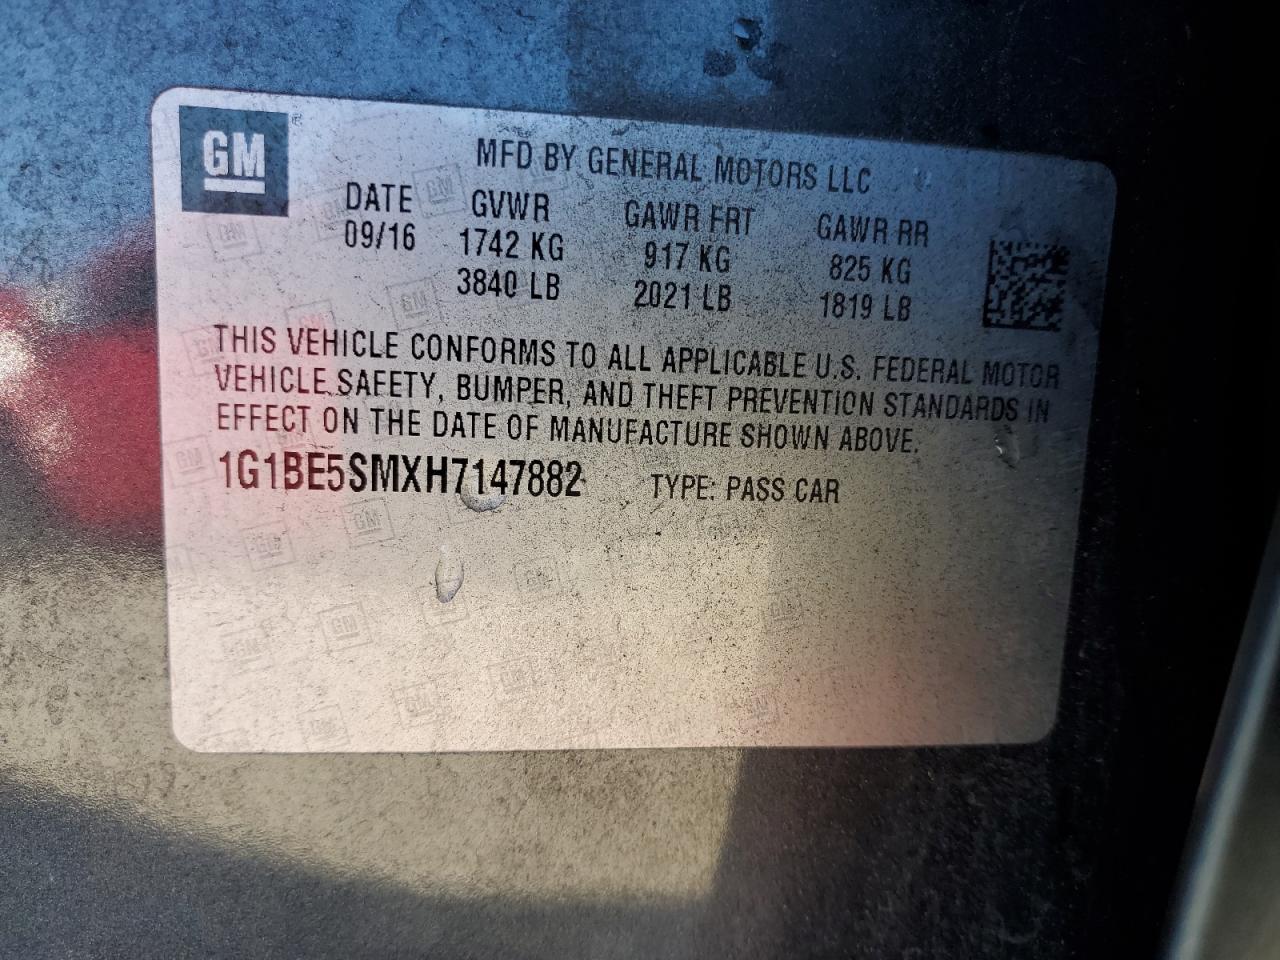 GM®
MFD BY GENERAL MOTORS LLC
DATE GVWR GAWR FRT GAWR RR
09/16 1742 KG 917 KG 825 KG
3840 LB 2021 LB 1819 LB
THIS VEHICLE CONFORMS TO ALL APPLICABLE U.S. FEDERAL MOTOR
VEHICLE SAFETY, BUMPER, AND THEFT PREVENTION STANDARDS IN
EFFECT ON THE DATE OF MANUFACTURE SHOWN ABOVE.
1G1BE5SMXH7147882 TYPE: PASS CAR